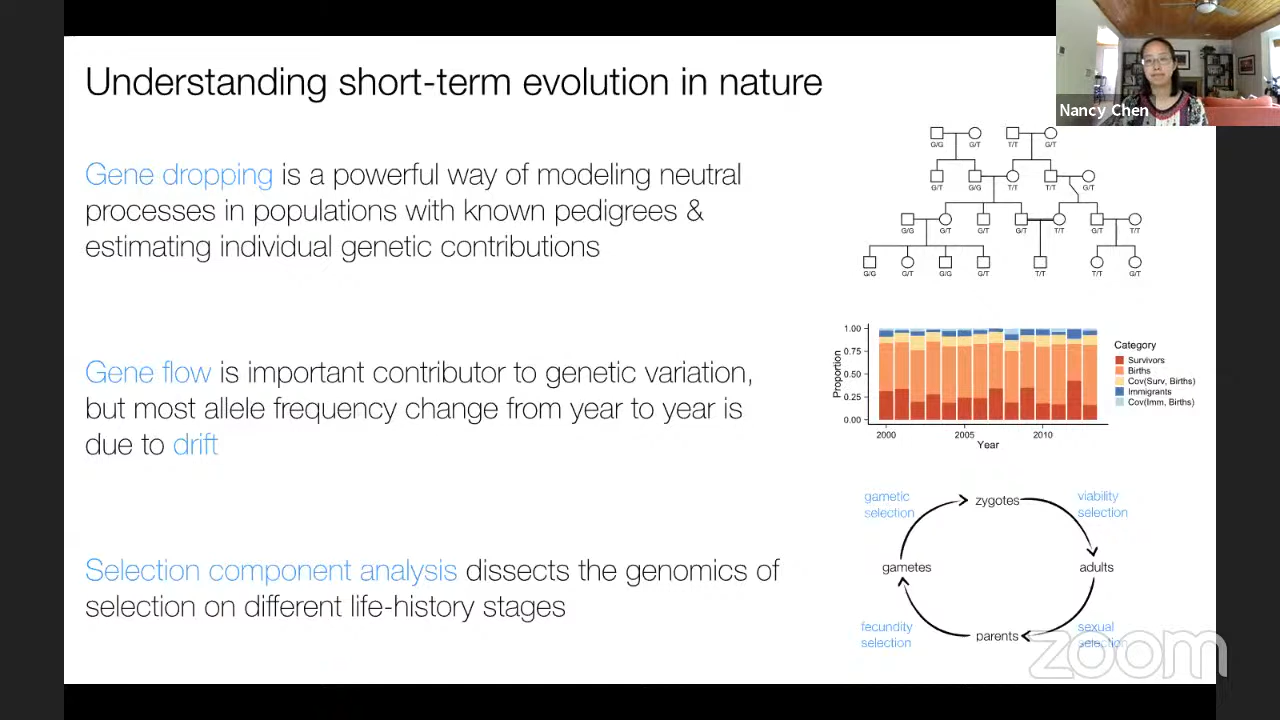 Understanding short-term evolution in nature
Nancy Chen
Gene dropping is a powerful way of modeling neutral
processes in populations with known pedigrees &
estimating individual genetic contributions
G/G G/T T/T G/T
G/T G/G T/T T/T G/T
G/G G/T G/T G/T T/T G/T T/T
G/G G/T G/G G/T T/T T/T G/T
Gene flow is important contributor to genetic variation,
but most allele frequency change from year to year is
due to drift
Proportion
1.00
0.75
0.50
0.25
0.00
2000 2005 2010
Year
Category
Survivors
Births
Cov(Surv, Births)
Immigrants
Cov(Imm, Births)
Selection component analysis dissects the genomics of
selection on different life-history stages
gametic
selection
zygotes
viability
selection
gametes
adults
fecundity
selection
parents
sexual
selection
zoom